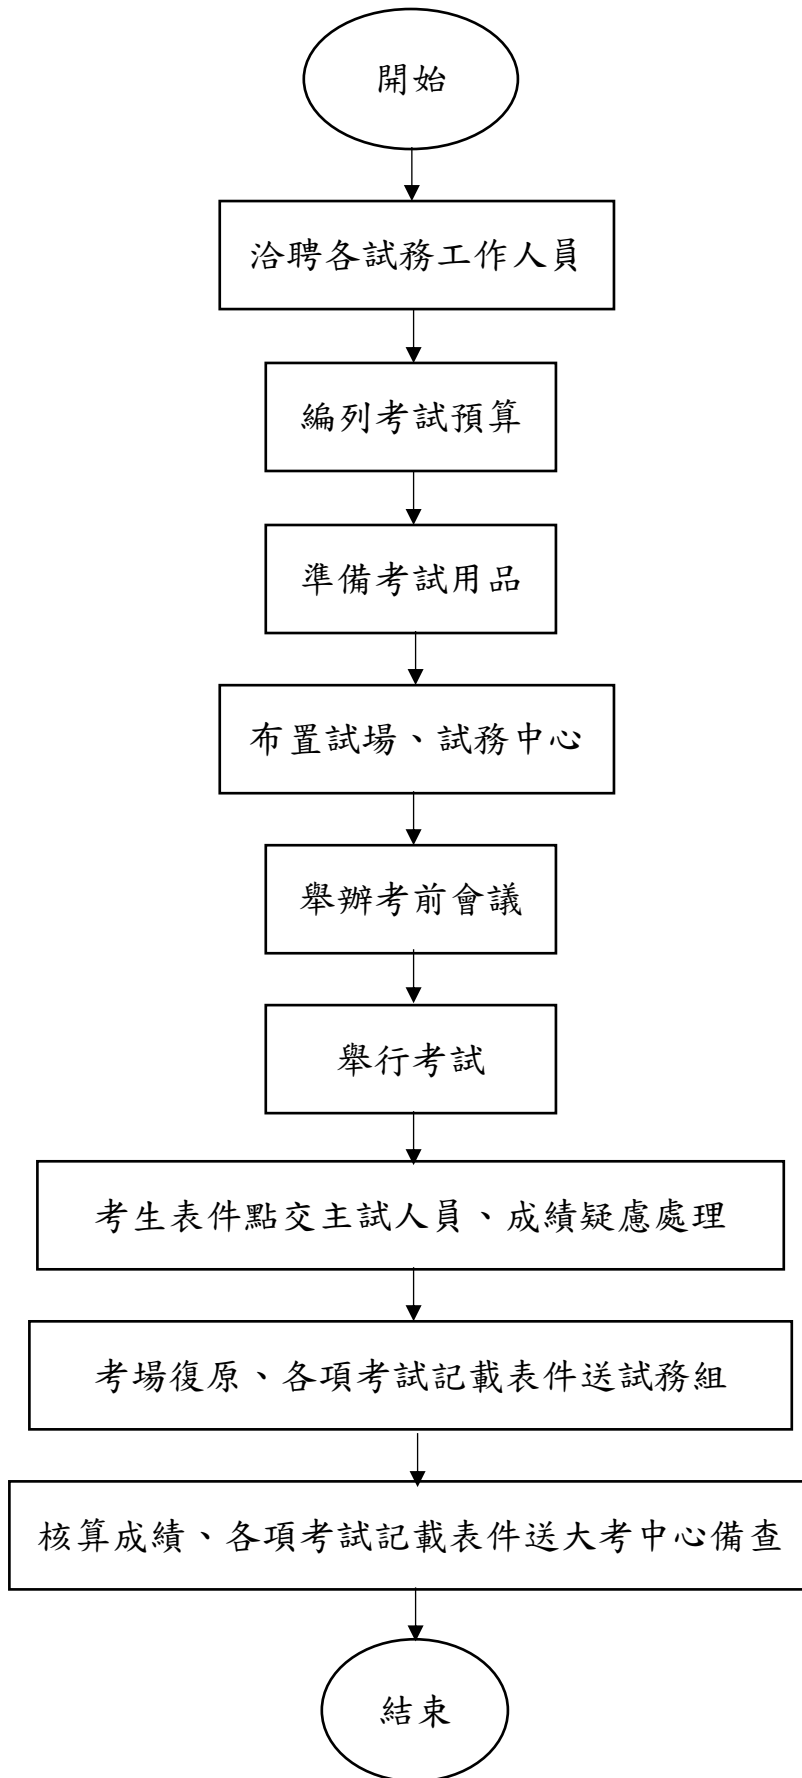 開始
洽聘各試務工作人員
編列考試預算
準備考試用品
布置試場、試務中心
舉辦考前會議
舉行考試
考生表件點交主試人員、成績疑慮處理
考場復原、各項考試記載表件送試務組
核算成績、各項考試記載表件送大考中心備查
結束